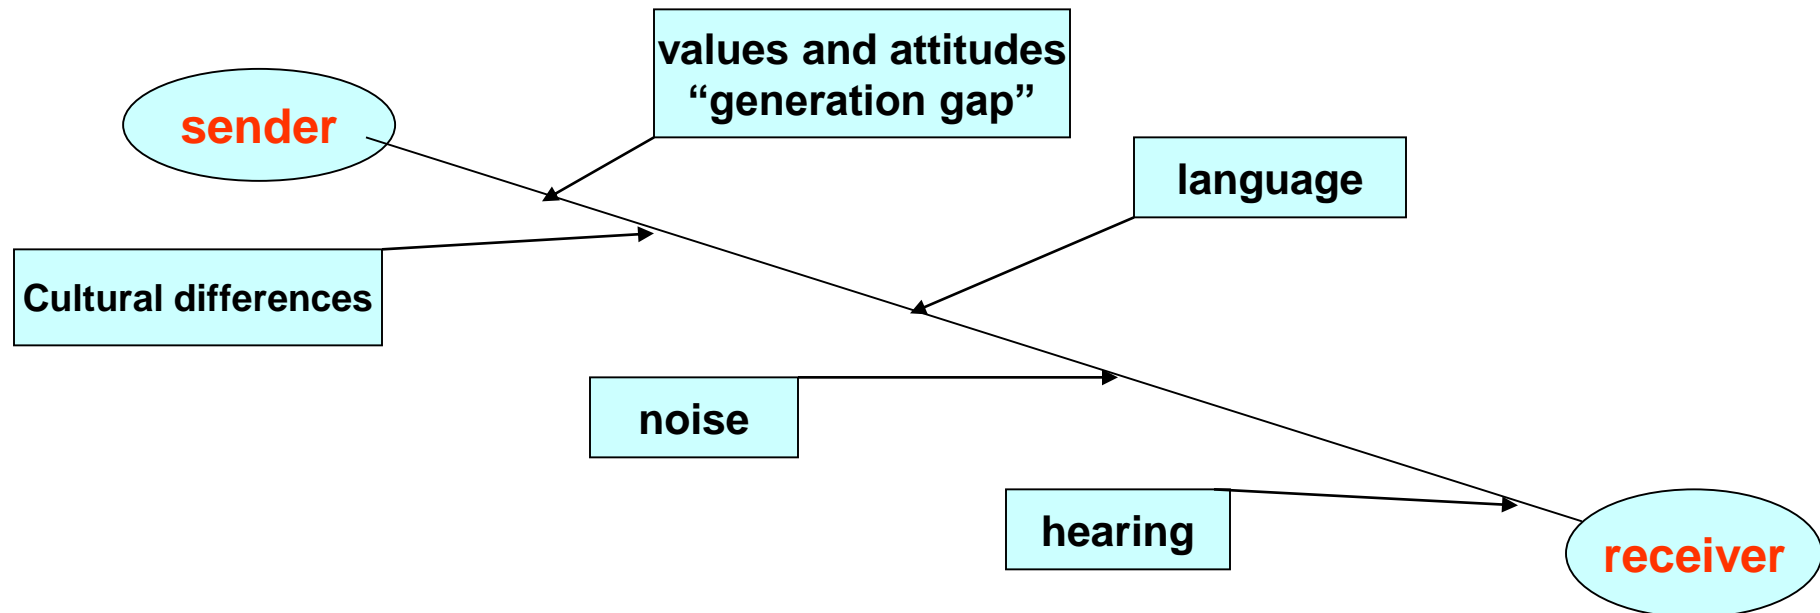 values and attitudes
“generation gap”
sender
language
Cultural differences
noise
hearing
receiver